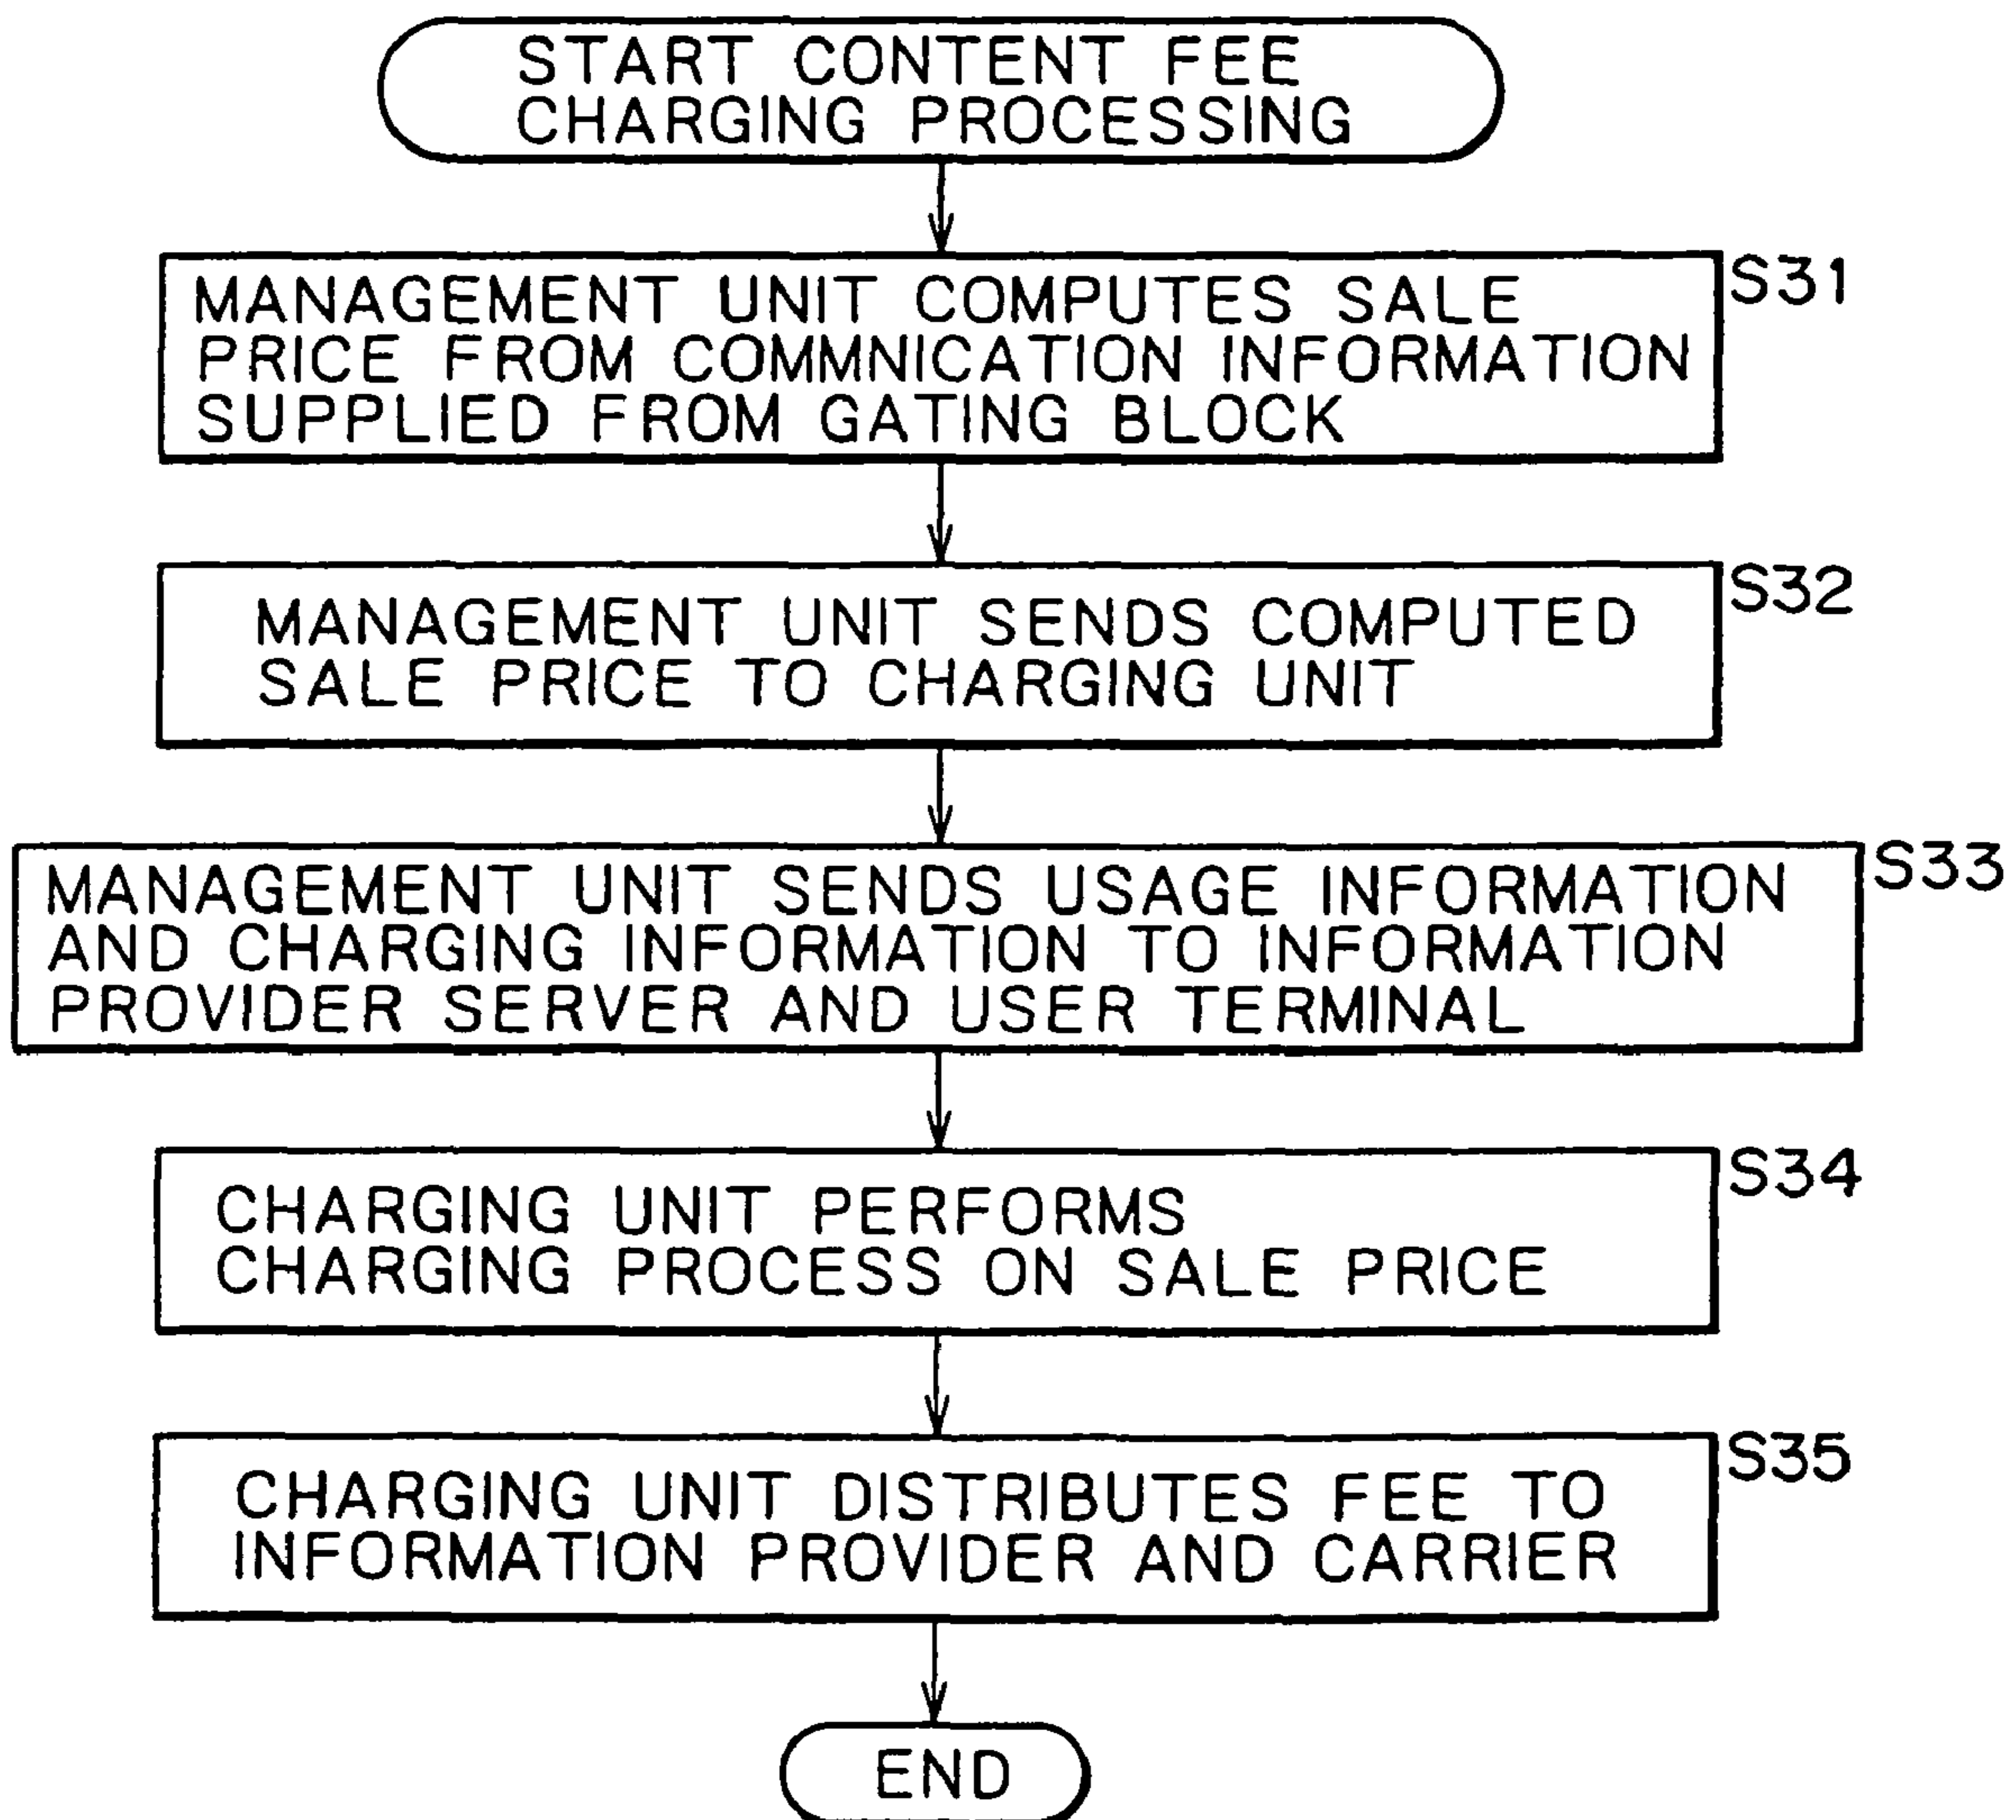 START CONTENT FEE
CHARGING PROCESSING
MANAGEMENT UNIT COMPUTES SALE
PRICE FROM COMMNICATION INFORMATION
SUPPLIED FROM GATING BLOCK
S31
MANAGEMENT UNIT SENDS COMPUTED
SALE PRICE TO CHARGING UNIT
S32
MANAGEMENT UNIT SENDS USAGE INFORMATION
AND CHARGING INFORMATION TO INFORMATION
PROVIDER SERVER AND USER TERMINAL
S33
CHARGING UNIT PERFORMS
CHARGING PROCESS ON SALE PRICE
S34
CHARGING UNIT DISTRIBUTES FEE TO
INFORMATION PROVIDER AND CARRIER
S35
END